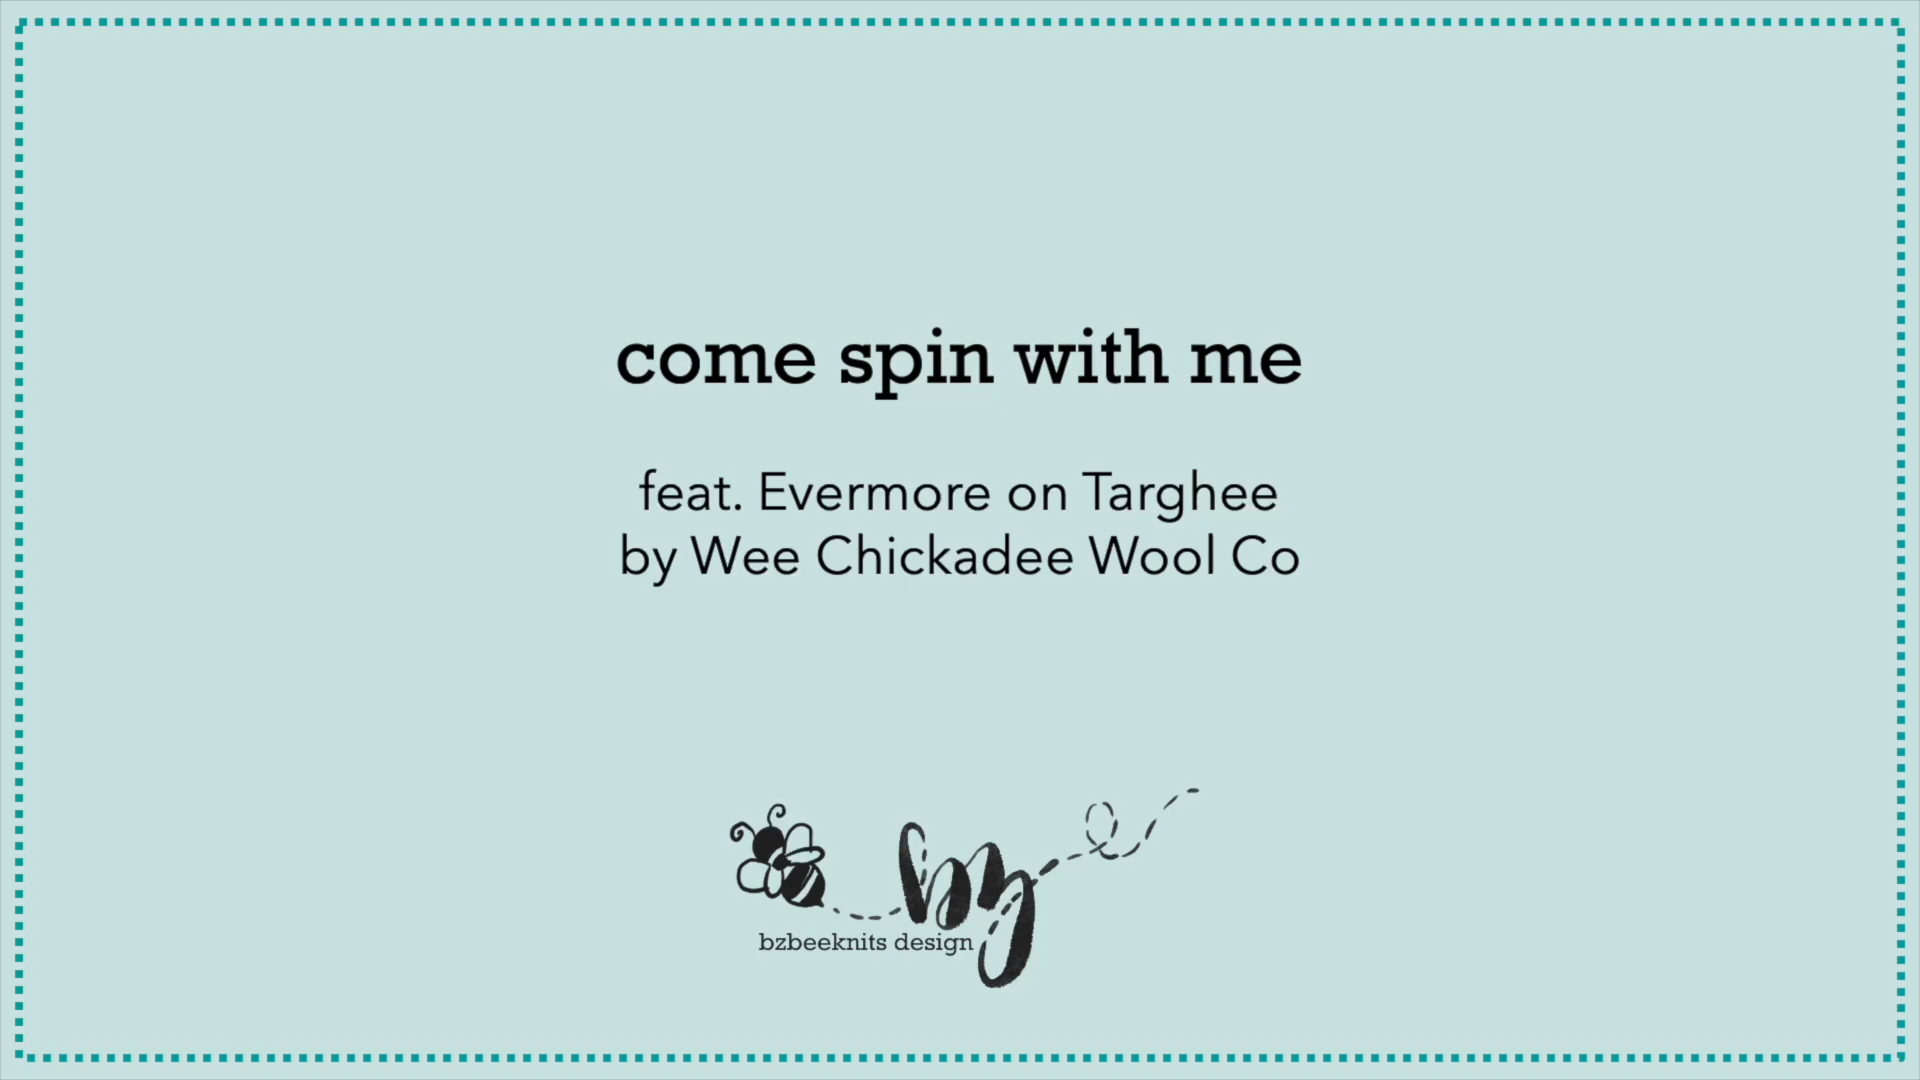 come spin with me
feat. Evermore on Targhee
by Wee Chickadee Wool Co
bz
bzbeeknits design